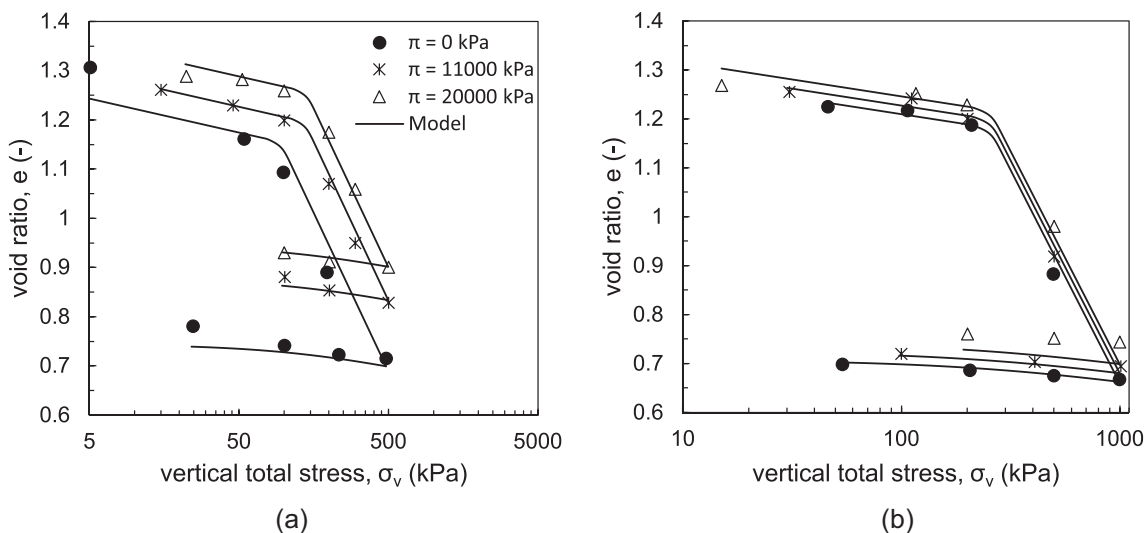 1.4
1.3
1.2
1.1
1
0.9
0.8
0.7
0.6
void ratio, e (-)
π = 0 kPa
π = 11000 kPa
π = 20000 kPa
Model
5
50
500
5000
vertical total stress, σv (kPa)
(a)
1.4
1.3
1.2
1.1
1
0.9
0.8
0.7
0.6
void ratio, e (-)
10
100
1000
vertical total stress, σv (kPa)
(b)